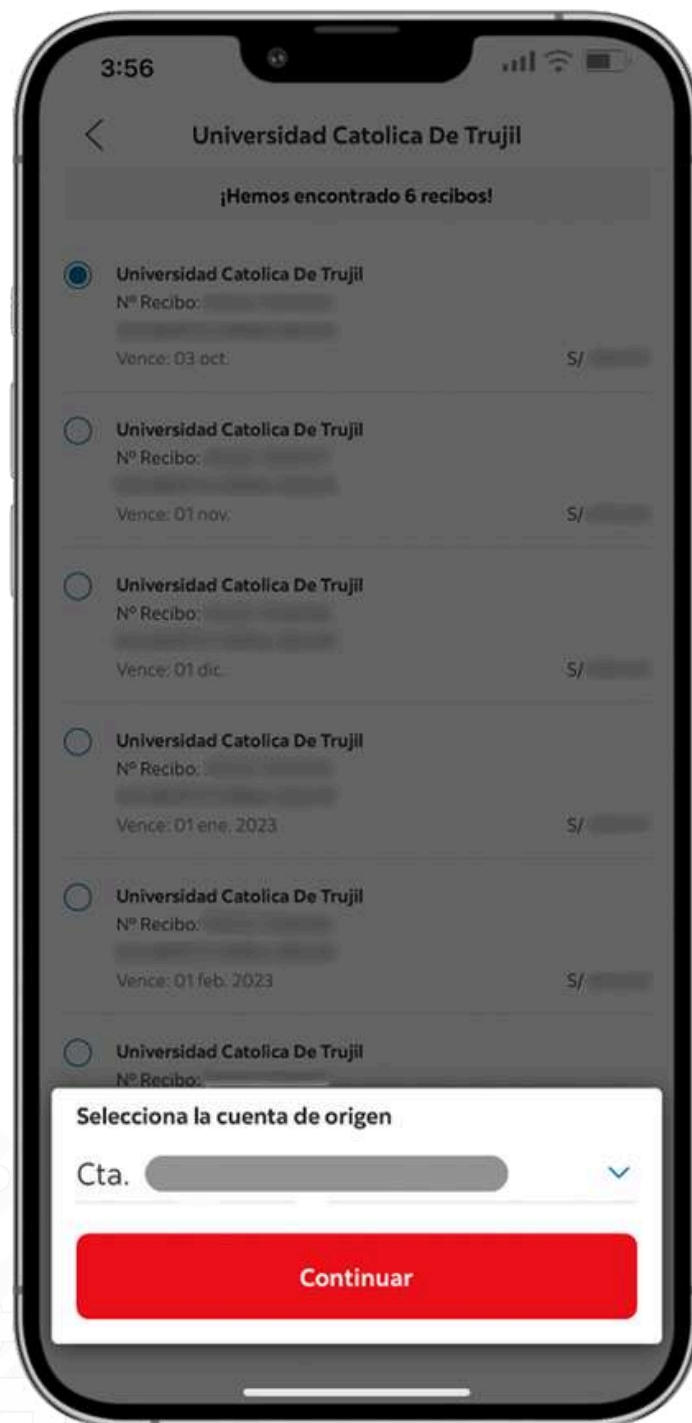 3:56
Universidad Catolica De Trujil
¡Hemos encontrado 6 recibos!
Universidad Catolica De Trujil
Nº Recibo:
Vence: 03 oct.
S/
Universidad Catolica De Trujil
Nº Recibo:
Vence: 01 nov.
S/
Universidad Catolica De Trujil
Nº Recibo:
Vence: 01 dic.
S/
Universidad Catolica De Trujil
Nº Recibo:
Vence: 01 ene. 2023
S/
Universidad Catolica De Trujil
Nº Recibo:
Vence: 01 feb. 2023
S/
Universidad Catolica De Trujil
Nº Recibo:
Selecciona la cuenta de origen
Cta.
Continuar